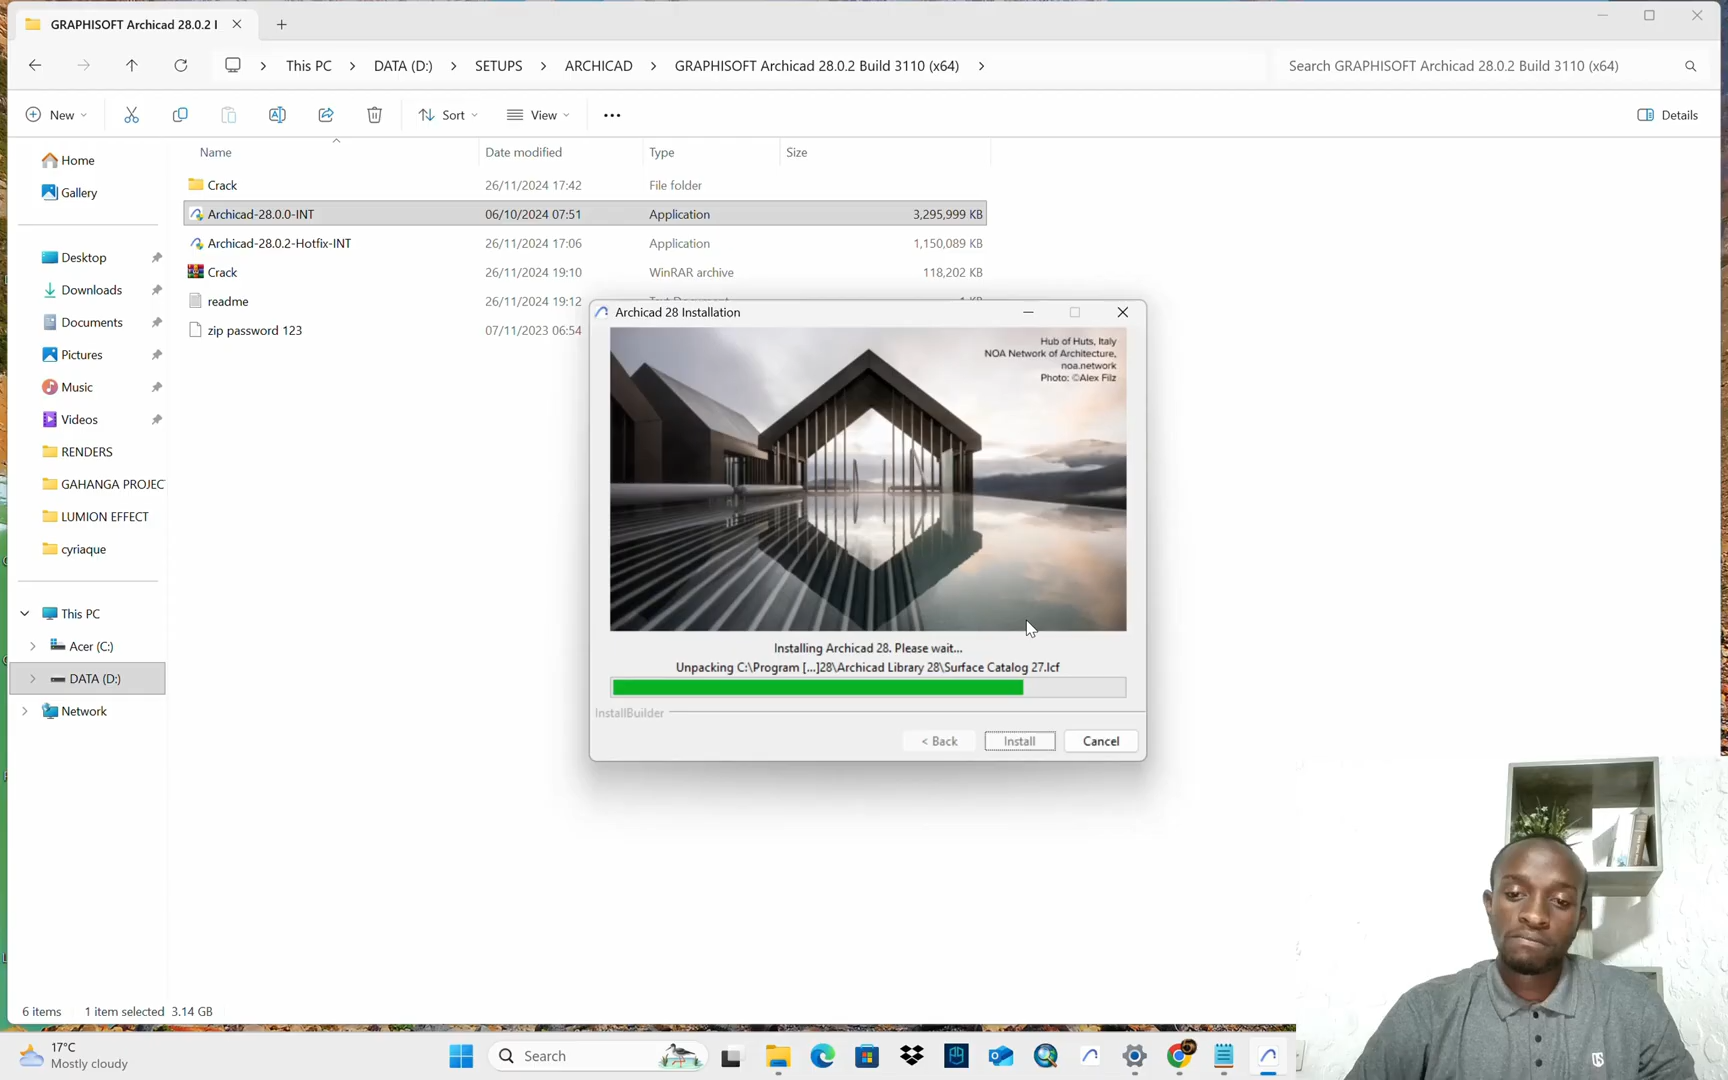 GRAPHISOFT Archicad 28.0.2 I
This PC > DATA (D:) > SETUPS > ARCHICAD > GRAPHISOFT Archicad 28.0.2 Build 3110 (x64) >
Search GRAPHISOFT Archicad 28.0.2 Build 3110 (x64)
New
Sort
View
Details
Name
Date modified
Type
Size
Crack 26/11/2024 17:42 File folder
Archicad-28.0.0-INT 06/10/2024 07:51 Application 3,295,999 KB
Archicad-28.0.2-Hotfix-INT 26/11/2024 17:06 Application 1,150,089 KB
Crack 26/11/2024 19:10 WinRAR archive 118,202 KB
readme 26/11/2024 19:12
zip password 123 07/11/2023 06:54
Home
Gallery
Desktop
Downloads
Documents
Pictures
Music
Videos
RENDERS
GAHANGA PROJEC
LUMION EFFECT
cyriaque
This PC
Acer (C:)
DATA (D:)
Network
Archicad 28 Installation
Hub of Huts, Italy
NOA Network of Architecture,
noa.network
Photo: ©Alex Filz
Installing Archicad 28. Please wait...
Unpacking C:\Program [...]28\Archicad Library 28\Surface Catalog 27.lcf
InstallBuilder
< Back
Install
Cancel
6 items
1 item selected 3.14 GB
17°C
Mostly cloudy
Search